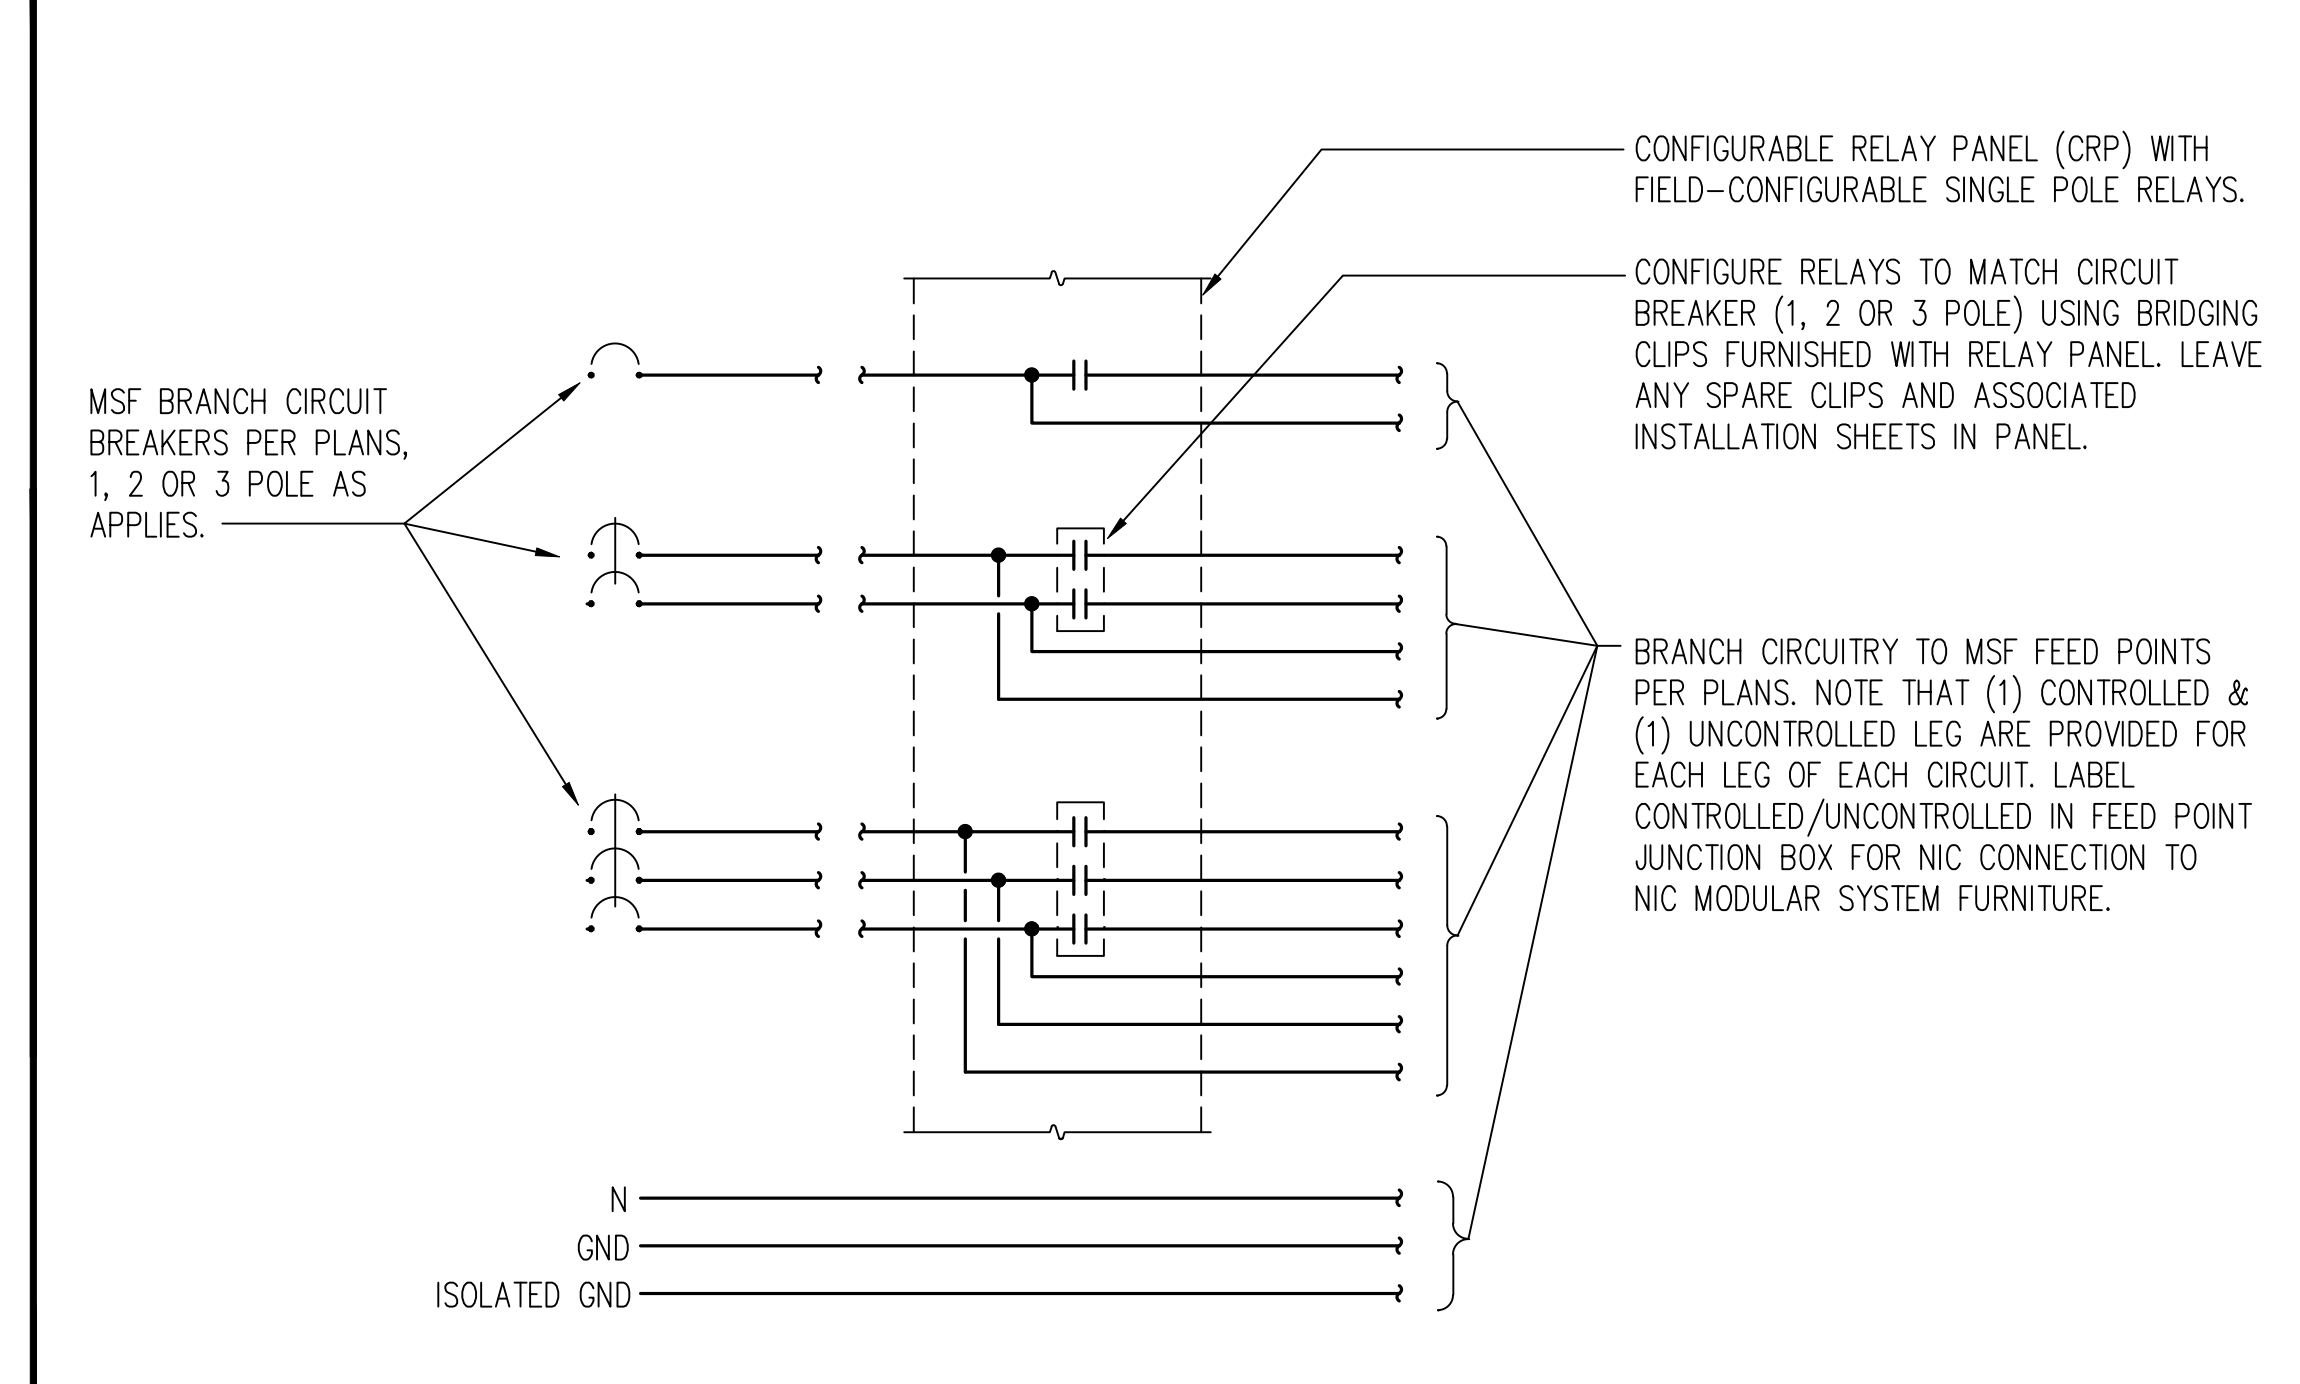 CONFIGURABLE RELAY PANEL (CRP) WITH
FIELD-CONFIGURABLE SINGLE POLE RELAYS.
CONFIGURE RELAYS TO MATCH CIRCUIT
BREAKER (1, 2 OR 3 POLE) USING BRIDGING
CLIPS FURNISHED WITH RELAY PANEL. LEAVE
ANY SPARE CLIPS AND ASSOCIATED
INSTALLATION SHEETS IN PANEL.
MSF BRANCH CIRCUIT
BREAKERS PER PLANS,
1, 2 OR 3 POLE AS
APPLIES.
BRANCH CIRCUITRY TO MSF FEED POINTS
PER PLANS. NOTE THAT (1) CONTROLLED &
(1) UNCONTROLLED LEG ARE PROVIDED FOR
EACH LEG OF EACH CIRCUIT. LABEL
CONTROLLED/UNCONTROLLED IN FEED POINT
JUNCTION BOX FOR NIC CONNECTION TO
NIC MODULAR SYSTEM FURNITURE.
N
GND
ISOLATED GND